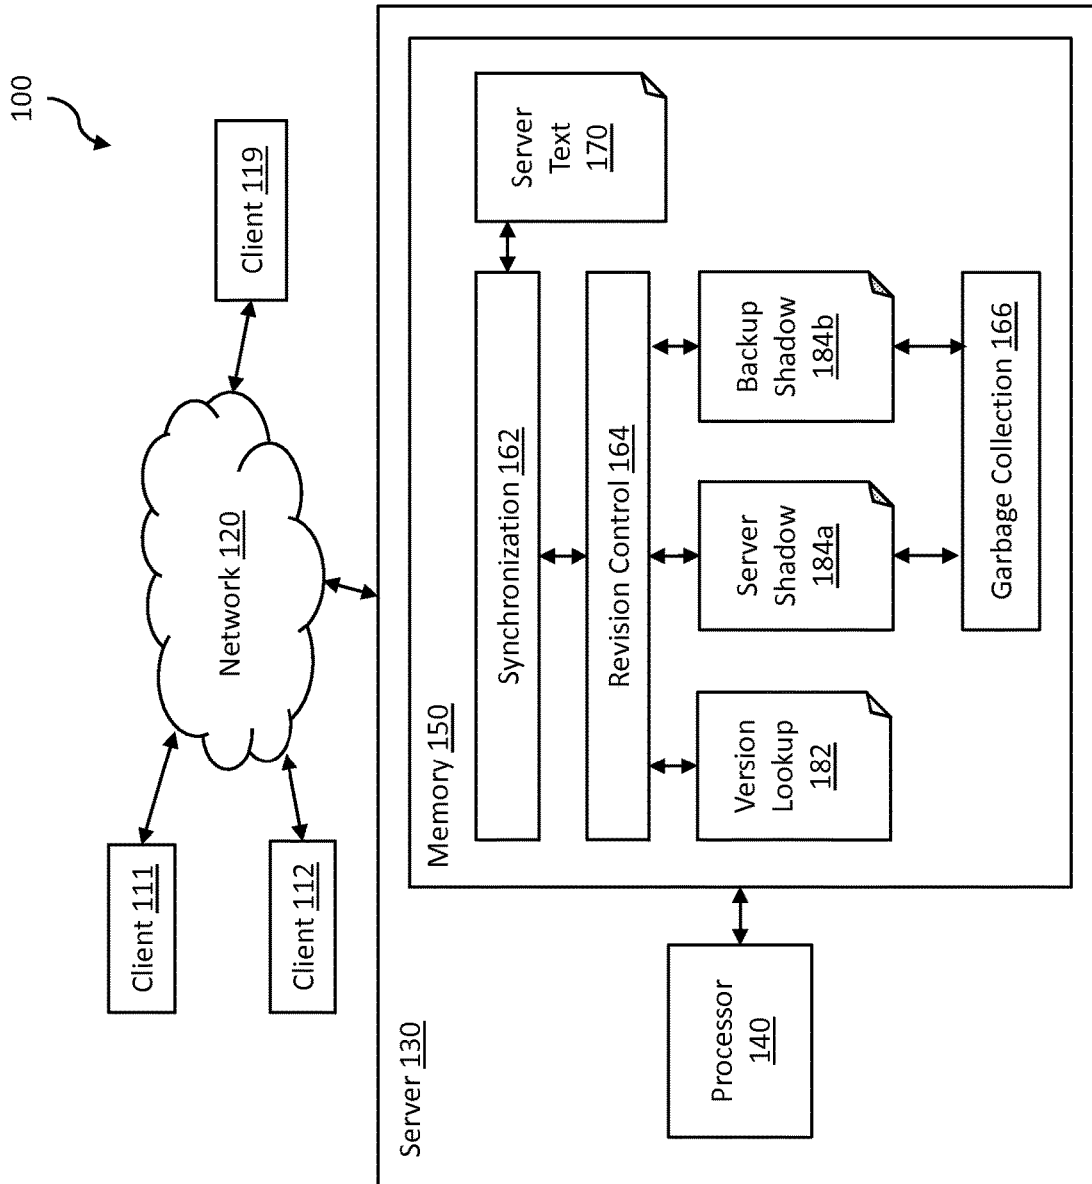 100
Client 111
Client 112
Client 119
Network 120
Server 130
Processor
140
Memory 150
Synchronization 162
Server
Text
170
Revision Control 164
Version
Lookup
182
Server
Shadow
184a
Backup
Shadow
184b
Garbage Collection 166